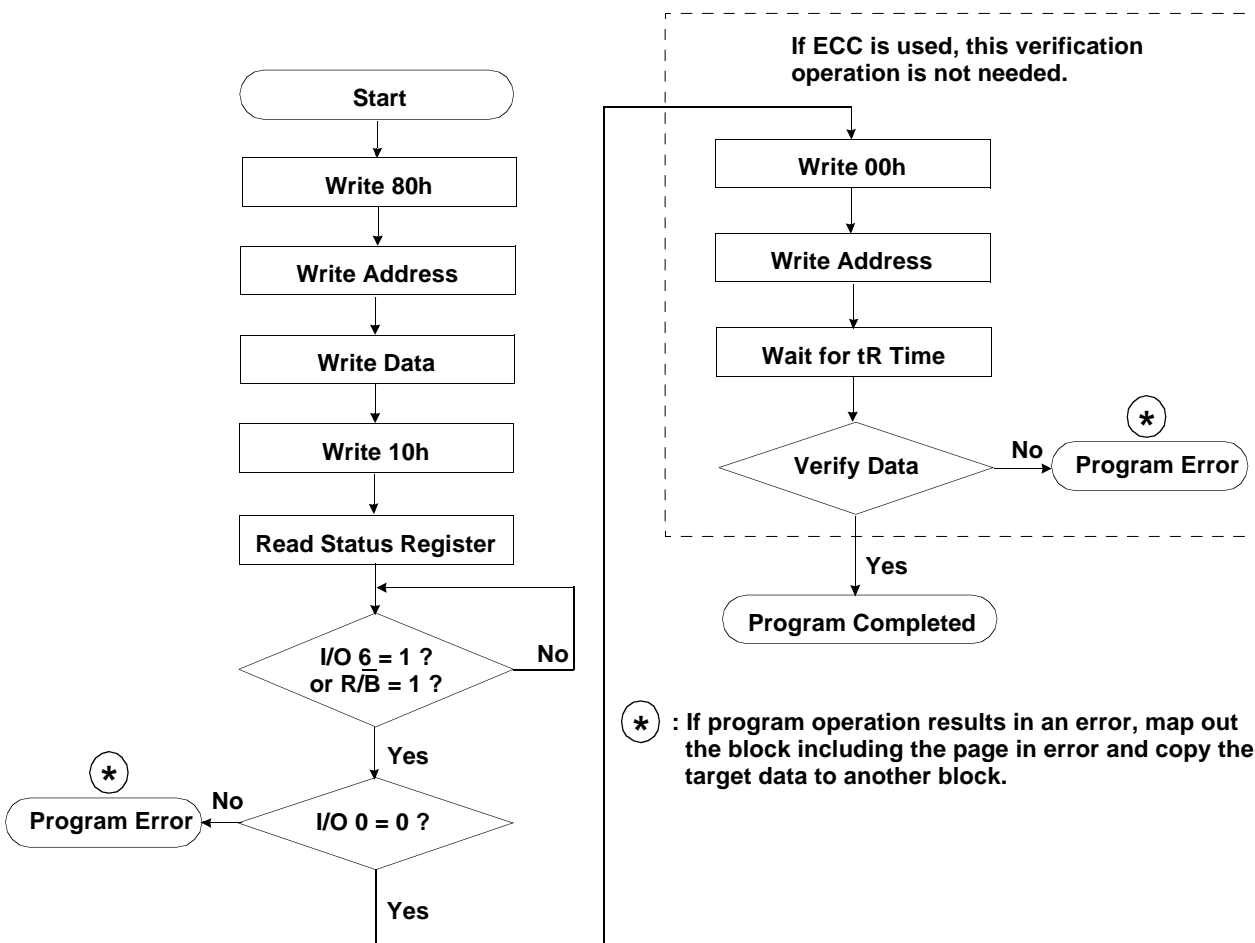 Start
Write 80h
Write Address
Write Data
Write 10h
Read Status Register
I/O 6 = 1 ?
or R/B̅ = 1 ?
No
Yes
*
No
Program Error
I/O 0 = 0 ?
Yes
If ECC is used, this verification
operation is not needed.
Write 00h
Write Address
Wait for tR Time
*
Verify Data
No
Program Error
Yes
Program Completed
* : If program operation results in an error, map out
the block including the page in error and copy the
target data to another block.